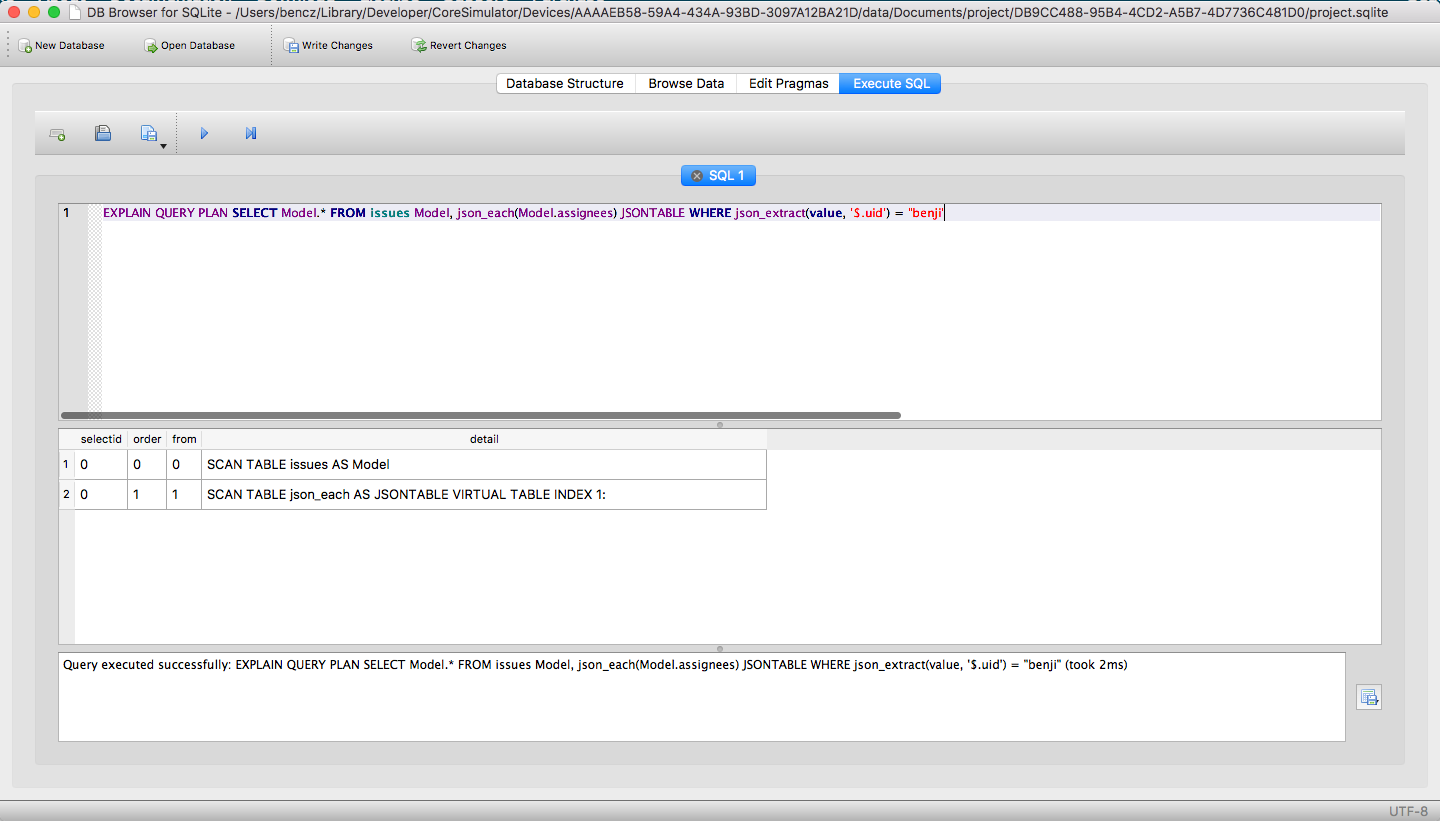 DB Browser for SQLite - /Users/bencz/Library/Developer/CoreSimulator/Devices/AAAAEB58-59A4-434A-93BD-3097A12BA21D/data/Documents/project/DB9CC488-95B4-4CD2-A5B7-4D7736C481D0/project.sqlite
New Database Open Database Write Changes Revert Changes
Database Structure Browse Data Edit Pragmas Execute SQL
SQL 1
1 EXPLAIN QUERY PLAN SELECT Model.* FROM issues Model, json_each(Model.assignees) JSONTABLE WHERE json_extract(value, '$.uid') = "benji"
selectid order from detail
1 0 0 0 SCAN TABLE issues AS Model
2 0 1 1 SCAN TABLE json_each AS JSONTABLE VIRTUAL TABLE INDEX 1:
Query executed successfully: EXPLAIN QUERY PLAN SELECT Model.* FROM issues Model, json_each(Model.assignees) JSONTABLE WHERE json_extract(value, '$.uid') = "benji" (took 2ms)
UTF-8